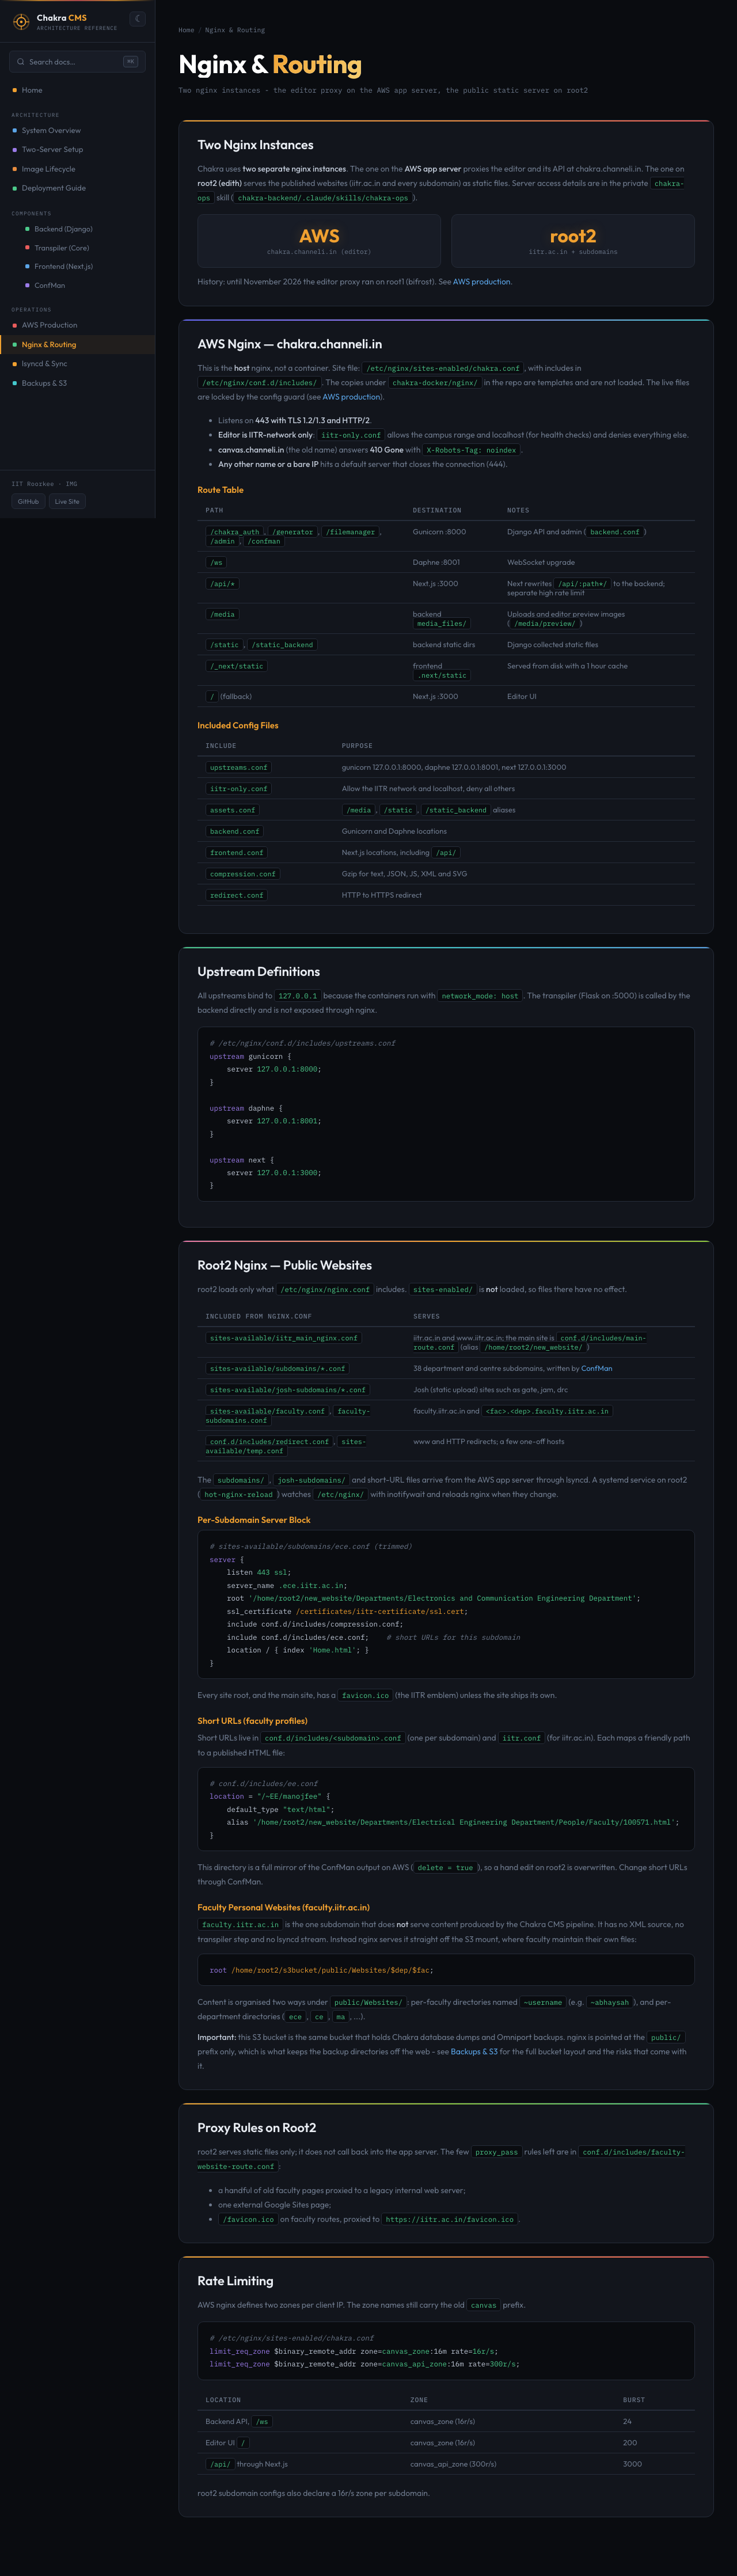 Chakra CMS
ARCHITECTURE REFERENCE
Search docs...
⌘K
Home
ARCHITECTURE
System Overview
Two-Server Setup
Image Lifecycle
Deployment Guide
COMPONENTS
Backend (Django)
Transpiler (Core)
Frontend (Next.js)
ConfMan
OPERATIONS
AWS Production
Nginx & Routing
lsyncd & Sync
Backups & S3
IIT Roorkee · IMG
GitHub
Live Site
Home / Nginx & Routing
Nginx & Routing
Two nginx instances - the editor proxy on the AWS app server, the public static server on root2
Two Nginx Instances
Chakra uses two separate nginx instances. The one on the AWS app server proxies the editor and its API at chakra.channeli.in. The one on
root2 (edith) serves the published websites (iitr.ac.in and every subdomain) as static files. Server access details are in the private chakra-
ops skill ( chakra-backend/.claude/skills/chakra-ops ).
AWS
chakra.channeli.in (editor)
root2
iitr.ac.in + subdomains
History: until November 2026 the editor proxy ran on root1 (bifrost). See AWS production.
AWS Nginx — chakra.channeli.in
This is the host nginx, not a container. Site file: /etc/nginx/sites-enabled/chakra.conf , with includes in
/etc/nginx/conf.d/includes/ . The copies under chakra-docker/nginx/ in the repo are templates and are not loaded. The live files
are locked by the config guard (see AWS production).
Listens on 443 with TLS 1.2/1.3 and HTTP/2.
Editor is IITR-network only: iitr-only.conf allows the campus range and localhost (for health checks) and denies everything else.
canvas.channeli.in (the old name) answers 410 Gone with X-Robots-Tag: noindex .
Any other name or a bare IP hits a default server that closes the connection (444).
Route Table
PATH DESTINATION NOTES
/chakra_auth , /generator , /filemanager , Gunicorn :8000 Django API and admin ( backend.conf )
/admin , /confman
/ws Daphne :8001 WebSocket upgrade
/api/* Next.js :3000 Next rewrites /api/:path*/ to the backend;
separate high rate limit
/media backend Uploads and editor preview images
media_files/ ( /media/preview/ )
/static , /static_backend backend static dirs Django collected static files
/_next/static frontend Served from disk with a 1 hour cache
.next/static
/ (fallback) Next.js :3000 Editor UI
Included Config Files
INCLUDE PURPOSE
upstreams.conf gunicorn 127.0.0.1:8000, daphne 127.0.0.1:8001, next 127.0.0.1:3000
iitr-only.conf Allow the IITR network and localhost, deny all others
assets.conf /media , /static , /static_backend aliases
backend.conf Gunicorn and Daphne locations
frontend.conf Next.js locations, including /api/
compression.conf Gzip for text, JSON, JS, XML and SVG
redirect.conf HTTP to HTTPS redirect
Upstream Definitions
All upstreams bind to 127.0.0.1 because the containers run with network_mode: host . The transpiler (Flask on :5000) is called by the
backend directly and is not exposed through nginx.
# /etc/nginx/conf.d/includes/upstreams.conf
upstream gunicorn {
server 127.0.0.1:8000;
}
upstream daphne {
server 127.0.0.1:8001;
}
upstream next {
server 127.0.0.1:3000;
}
Root2 Nginx — Public Websites
root2 loads only what /etc/nginx/nginx.conf includes. sites-enabled/ is not loaded, so files there have no effect.
INCLUDED FROM NGINX.CONF SERVES
sites-available/iitr_main_nginx.conf iitr.ac.in and www.iitr.ac.in; the main site is conf.d/includes/main-
route.conf (alias /home/root2/new_website/ )
sites-available/subdomains/*.conf 38 department and centre subdomains, written by ConfMan
sites-available/josh-subdomains/*.conf Josh (static upload) sites such as gate, jam, drc
sites-available/faculty.conf , faculty- faculty.iitr.ac.in and <fac>.<dep>.faculty.iitr.ac.in
subdomains.conf
conf.d/includes/redirect.conf , sites- www and HTTP redirects; a few one-off hosts
available/temp.conf
The subdomains/ , josh-subdomains/ and short-URL files arrive from the AWS app server through lsyncd. A systemd service on root2
( hot-nginx-reload ) watches /etc/nginx/ with inotifywait and reloads nginx when they change.
Per-Subdomain Server Block
# sites-available/subdomains/ece.conf (trimmed)
server {
listen 443 ssl;
server_name .ece.iitr.ac.in;
root '/home/root2/new_website/Departments/Electronics and Communication Engineering Department';
ssl_certificate /certificates/iitr-certificate/ssl.cert;
include conf.d/includes/compression.conf;
include conf.d/includes/ece.conf; # short URLs for this subdomain
location / { index 'Home.html'; }
}
Every site root, and the main site, has a favicon.ico (the IITR emblem) unless the site ships its own.
Short URLs (faculty profiles)
Short URLs live in conf.d/includes/<subdomain>.conf (one per subdomain) and iitr.conf (for iitr.ac.in). Each maps a friendly path
to a published HTML file:
# conf.d/includes/ee.conf
location = "/~EE/manojfee" {
default_type "text/html";
alias '/home/root2/new_website/Departments/Electrical Engineering Department/People/Faculty/100571.html';
}
This directory is a full mirror of the ConfMan output on AWS ( delete = true ), so a hand edit on root2 is overwritten. Change short URLs
through ConfMan.
Faculty Personal Websites (faculty.iitr.ac.in)
faculty.iitr.ac.in is the one subdomain that does not serve content produced by the Chakra CMS pipeline. It has no XML source, no
transpiler step and no lsyncd stream. Instead nginx serves it straight off the S3 mount, where faculty maintain their own files:
root /home/root2/s3bucket/public/Websites/$dep/$fac;
Content is organised two ways under public/Websites/ : per-faculty directories named ~username (e.g. ~abhaysah ), and per-
department directories ( ece , ce , ma , ...).
Important: this S3 bucket is the same bucket that holds Chakra database dumps and Omniport backups. nginx is pointed at the public/
prefix only, which is what keeps the backup directories off the web - see Backups & S3 for the full bucket layout and the risks that come with
it.
Proxy Rules on Root2
root2 serves static files only; it does not call back into the app server. The few proxy_pass rules left are in conf.d/includes/faculty-
website-route.conf :
a handful of old faculty pages proxied to a legacy internal web server;
one external Google Sites page;
/favicon.ico on faculty routes, proxied to https://iitr.ac.in/favicon.ico .
Rate Limiting
AWS nginx defines two zones per client IP. The zone names still carry the old canvas prefix.
# /etc/nginx/sites-enabled/chakra.conf
limit_req_zone $binary_remote_addr zone=canvas_zone:16m rate=16r/s;
limit_req_zone $binary_remote_addr zone=canvas_api_zone:16m rate=300r/s;
LOCATION ZONE BURST
Backend API, /ws canvas_zone (16r/s) 24
Editor UI / canvas_zone (16r/s) 200
/api/ through Next.js canvas_api_zone (300r/s) 3000
root2 subdomain configs also declare a 16r/s zone per subdomain.